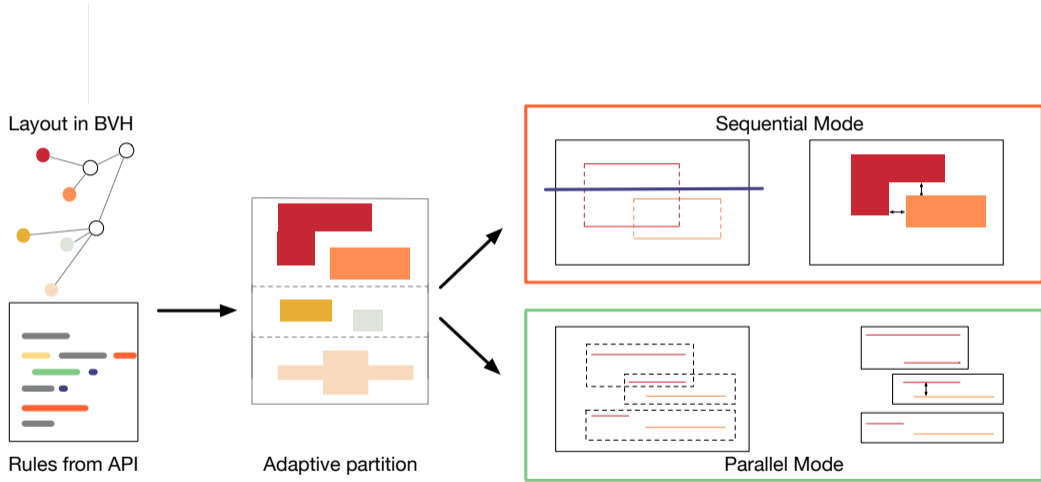 Layout in BVH
Sequential Mode
Rules from API
Adaptive partition
Parallel Mode